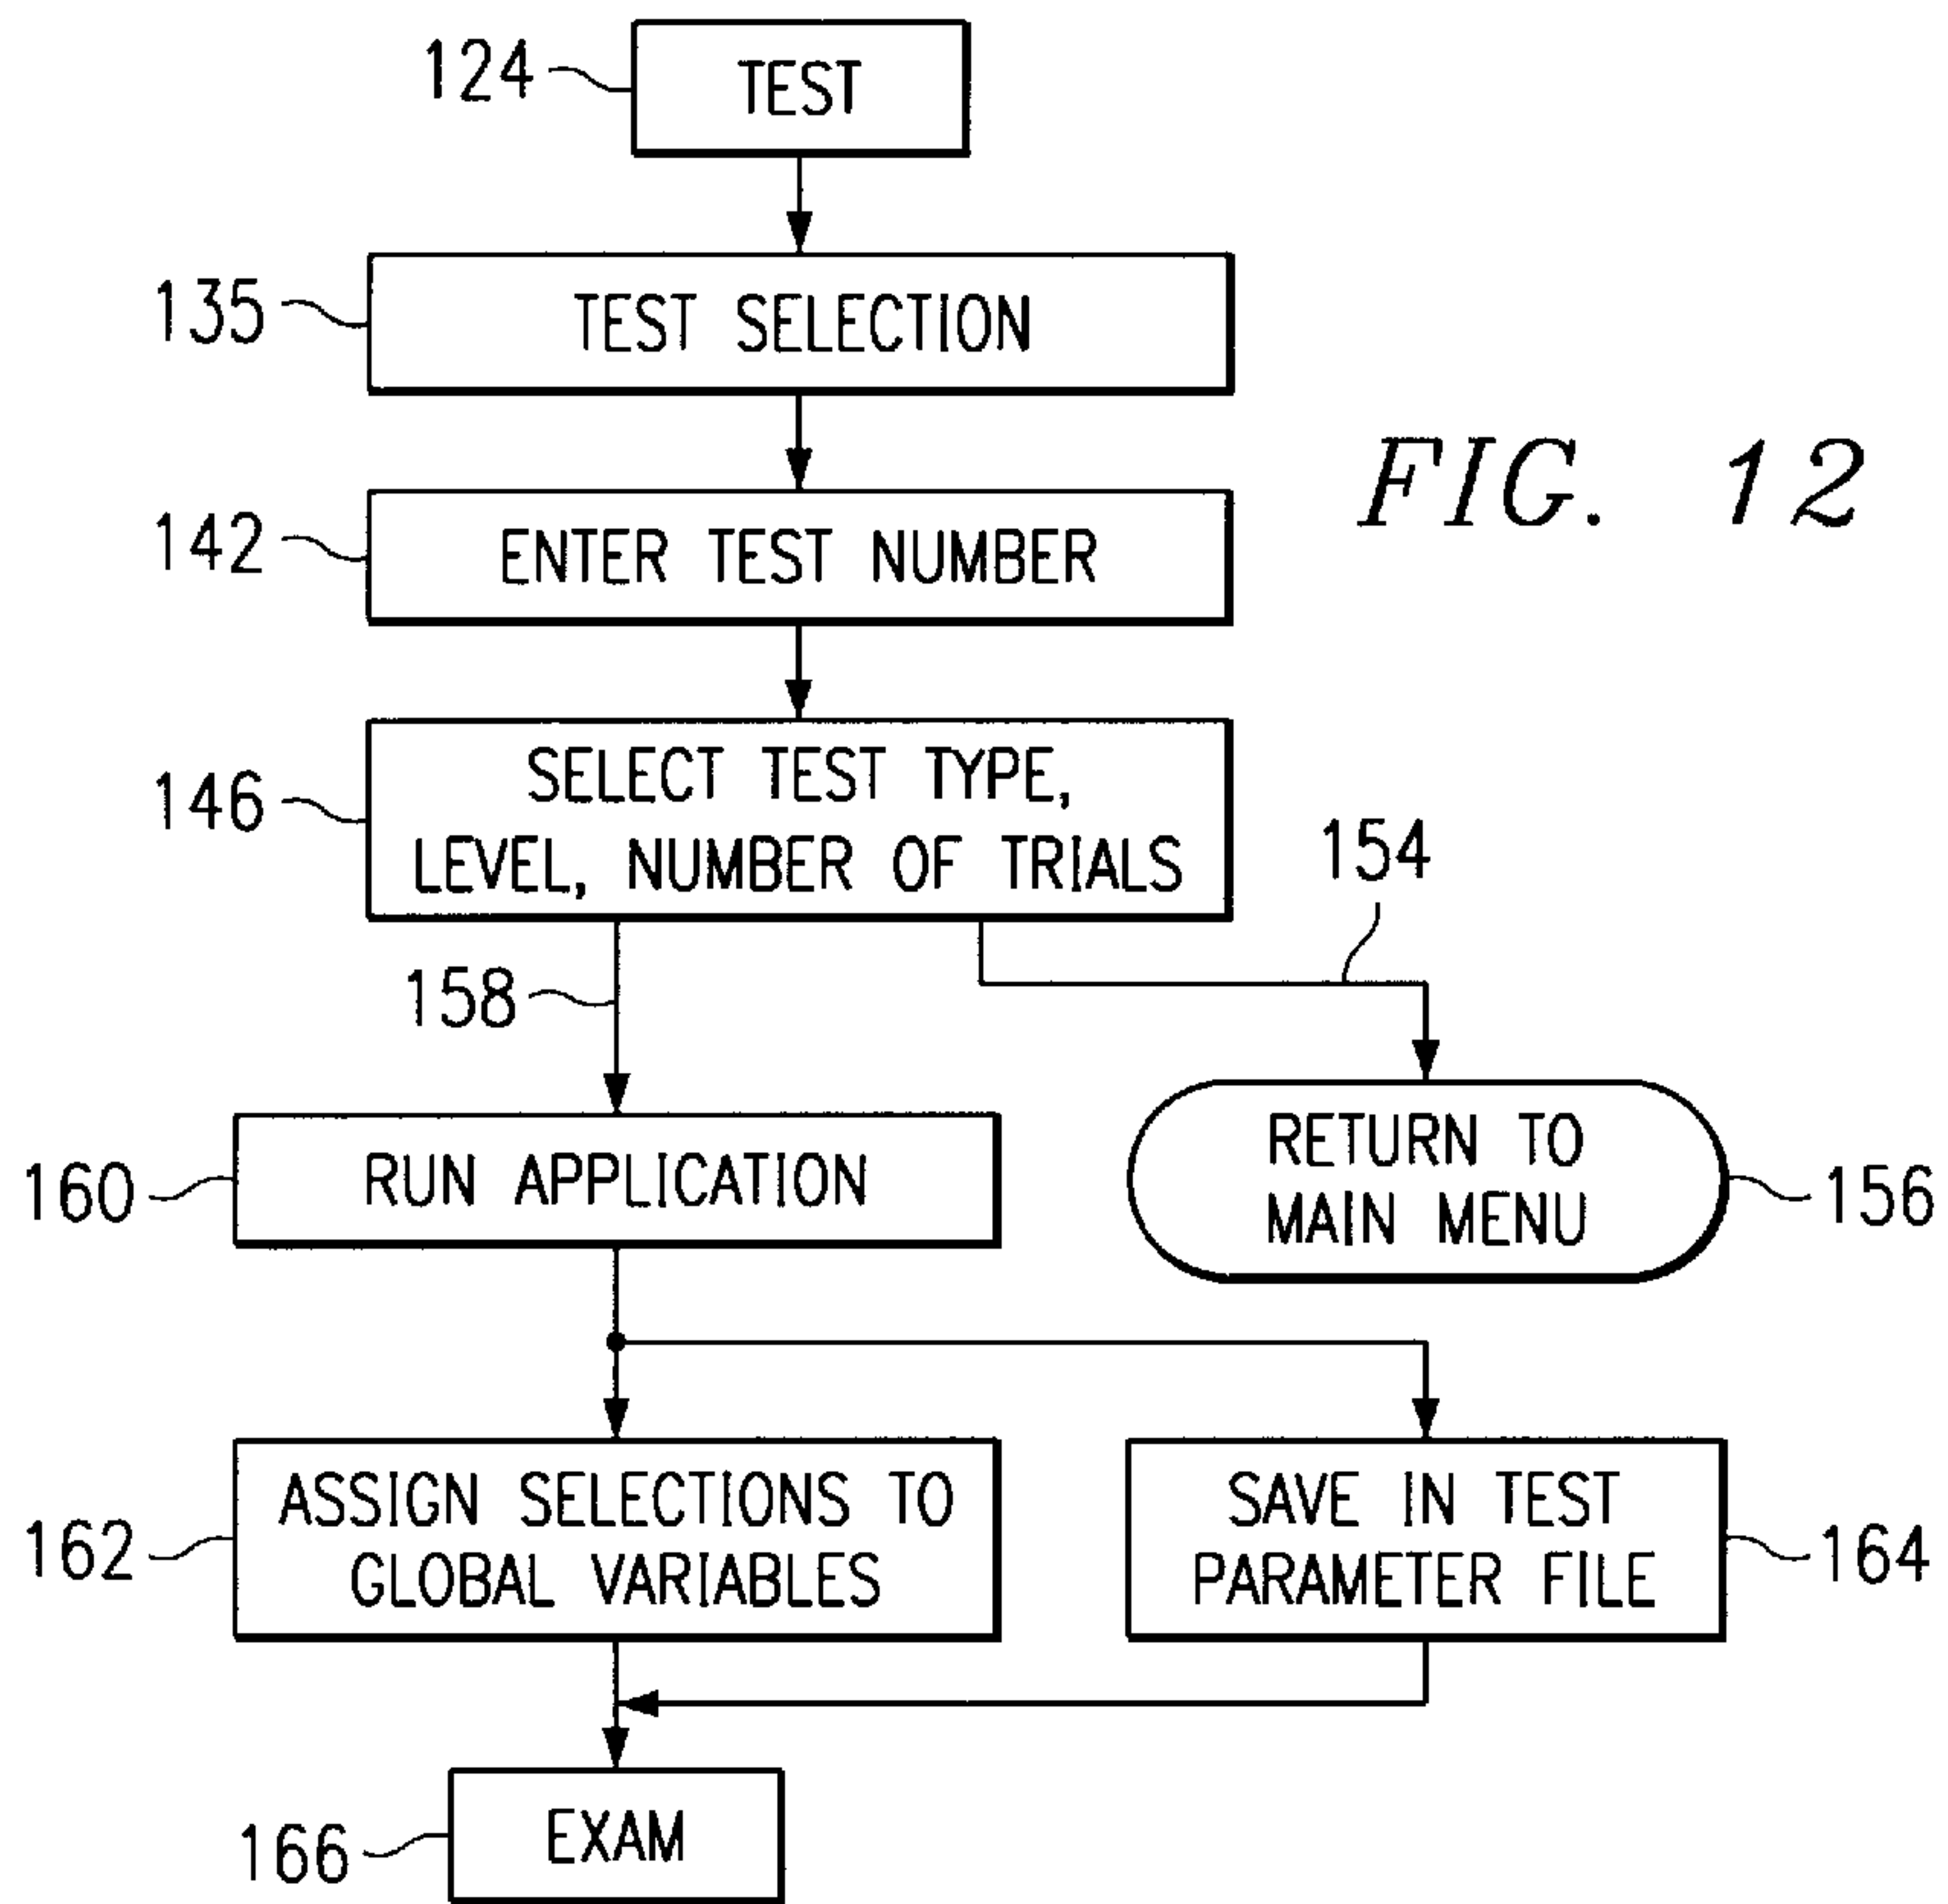 124
TEST
135
TEST SELECTION
FIG. 12
142
ENTER TEST NUMBER
146
SELECT TEST TYPE,
LEVEL, NUMBER OF TRIALS
154
158
160
RUN APPLICATION
RETURN TO
MAIN MENU
156
162
ASSIGN SELECTIONS TO
GLOBAL VARIABLES
SAVE IN TEST
PARAMETER FILE
164
166
EXAM